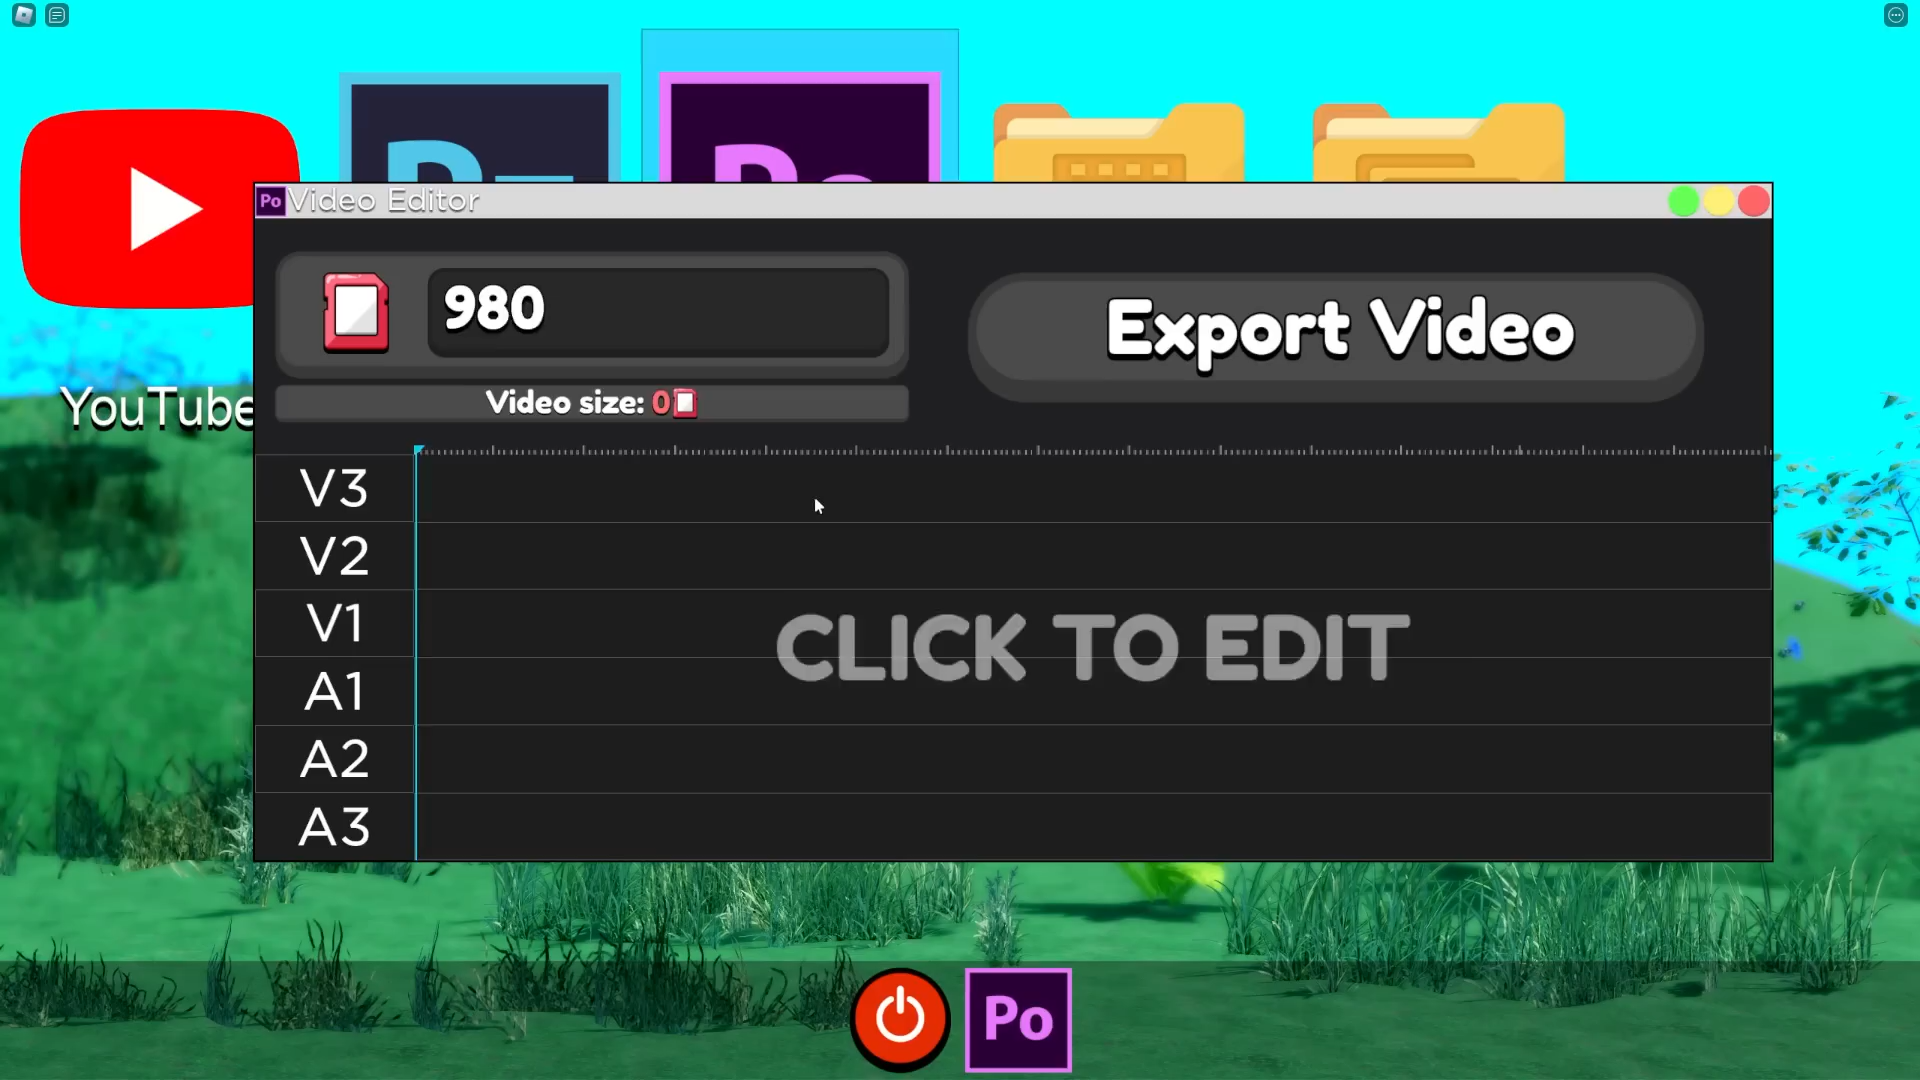 Po Video Editor
980
Export Video
Video size: 0
YouTube
V3
V2
V1
CLICK TO EDIT
A1
A2
A3
Po